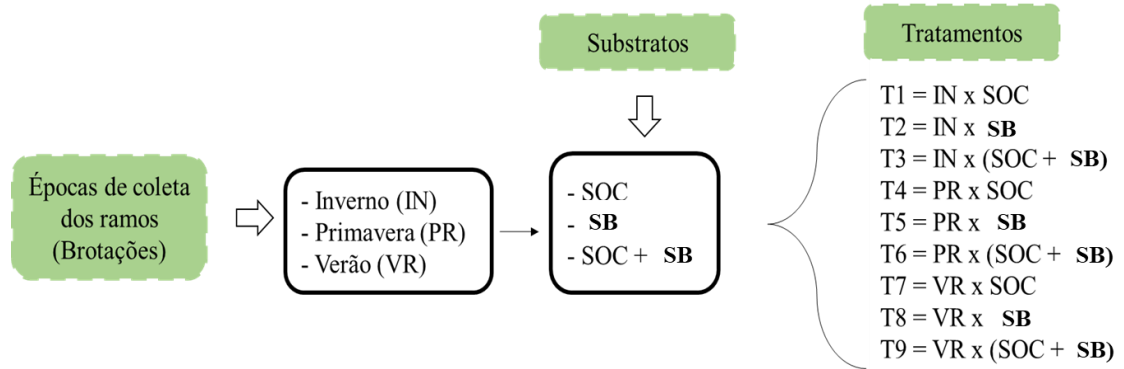 Épocas de coleta
dos ramos
(Brotações)
- Inverno (IN)
- Primavera (PR)
- Verão (VR)
Substratos
- SOC
- SB
- SOC + SB
Tratamentos
T1 = IN x SOC
T2 = IN x SB
T3 = IN x (SOC + SB)
T4 = PR x SOC
T5 = PR x SB
T6 = PR x (SOC + SB)
T7 = VR x SOC
T8 = VR x SB
T9 = VR x (SOC + SB)